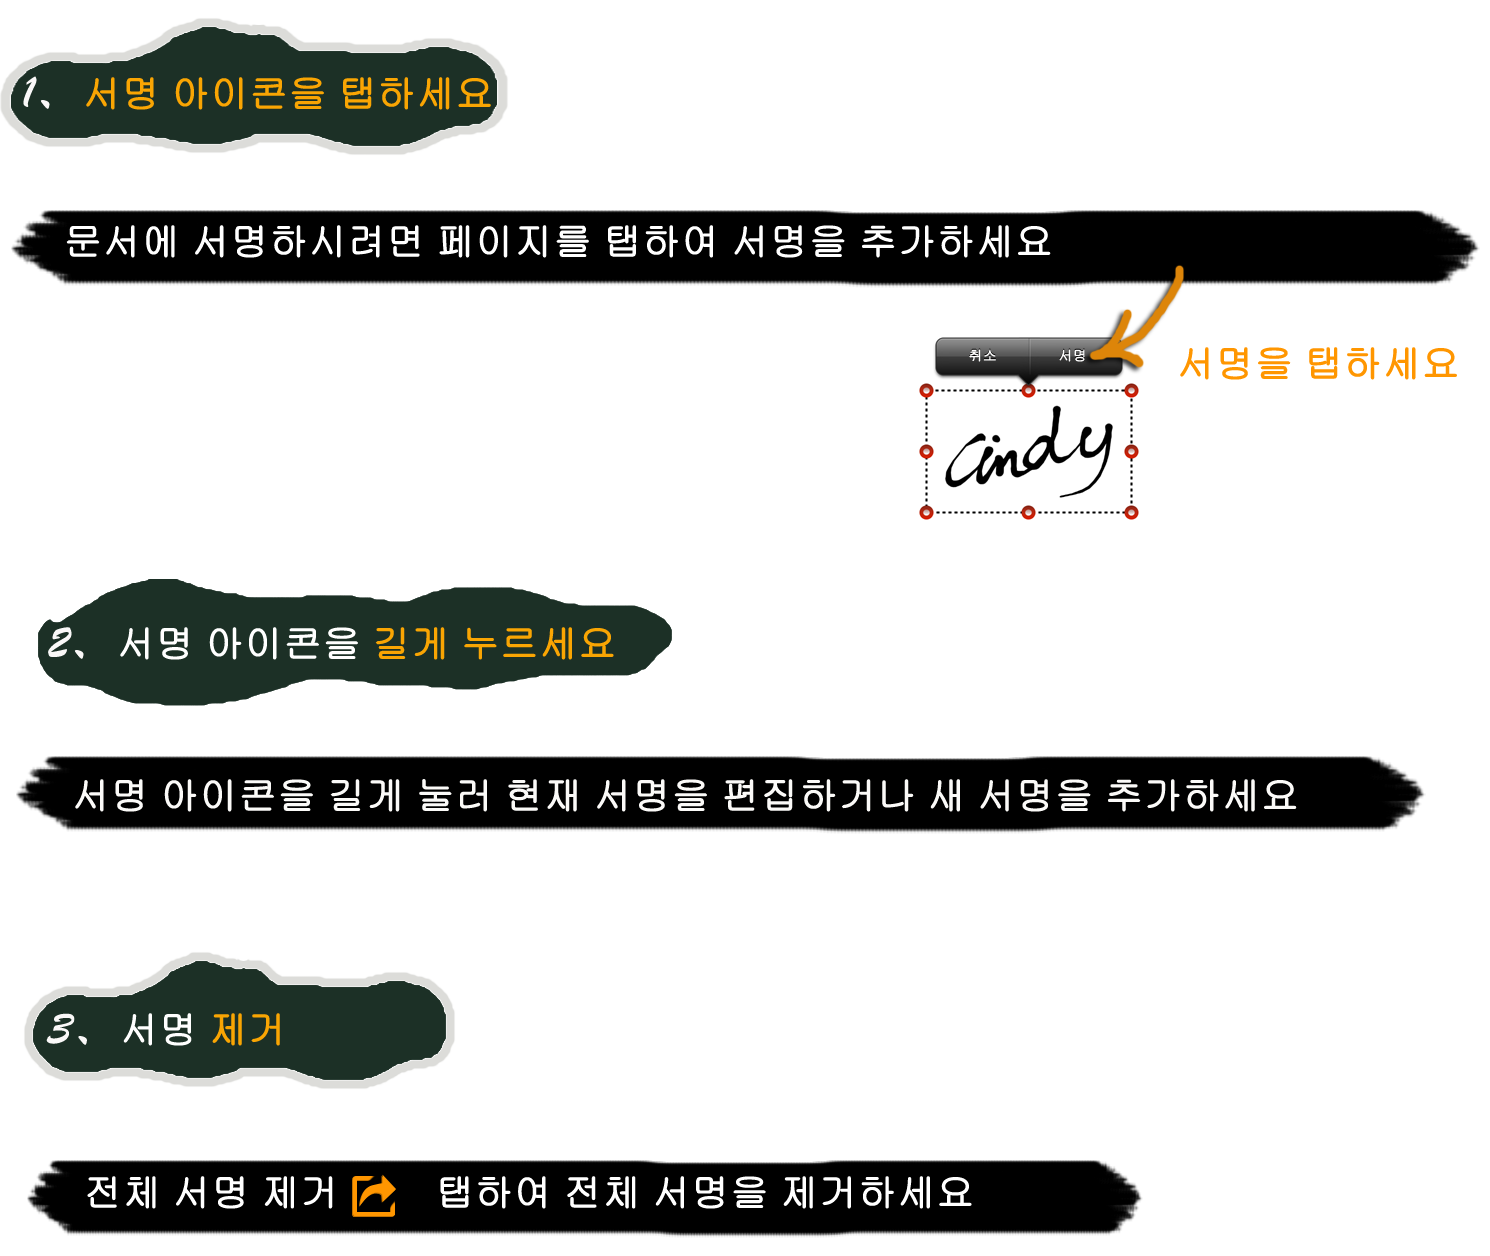 1、 서명 아이콘을 탭하세요
문서에 서명하시려면 페이지를 탭하여 서명을 추가하세요
취소 서명
서명을 탭하세요
Cindy
2、 서명 아이콘을 길게 누르세요
서명 아이콘을 길게 눌러 현재 서명을 편집하거나 새 서명을 추가하세요
3、 서명 제거
전체 서명 제거 탭하여 전체 서명을 제거하세요